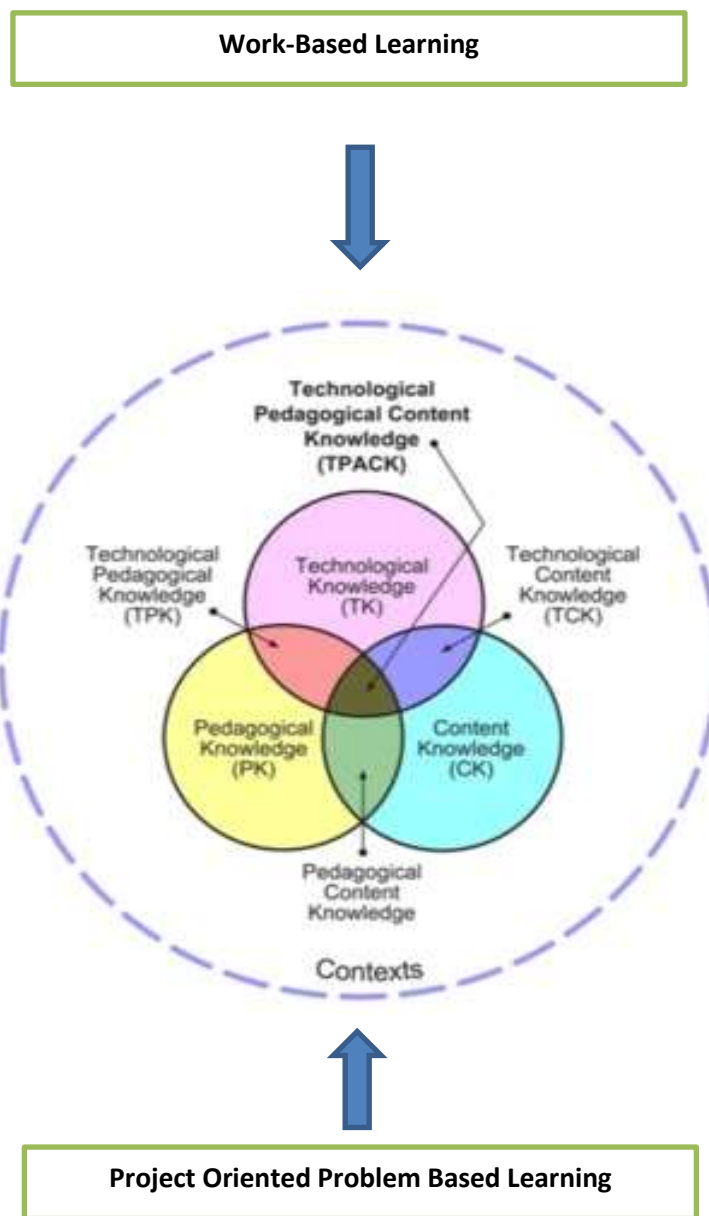 Work-Based Learning
Technological
Pedagogical Content
Knowledge
(TPACK)
Technological
Pedagogical
Knowledge
(TPK)
Technological
Knowledge
(TK)
Technological
Content
Knowledge
(TCK)
Pedagogical
Knowledge
(PK)
Content
Knowledge
(CK)
Pedagogical
Content
Knowledge
Contexts
Project Oriented Problem Based Learning